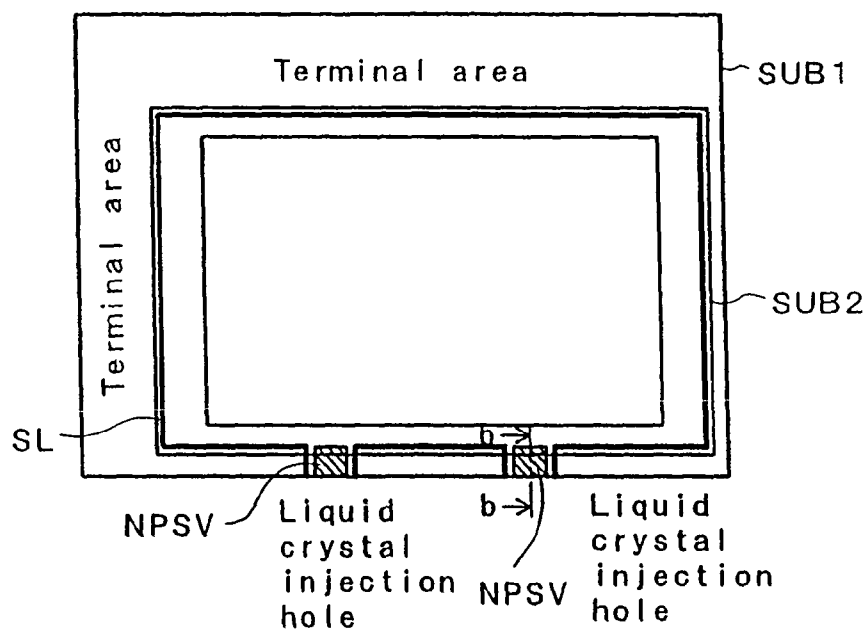 Terminal area
SUB1
Terminal area
SUB2
SL
b
b
NPSV
Liquid
crystal
injection
hole
NPSV
Liquid
crystal
injection
hole